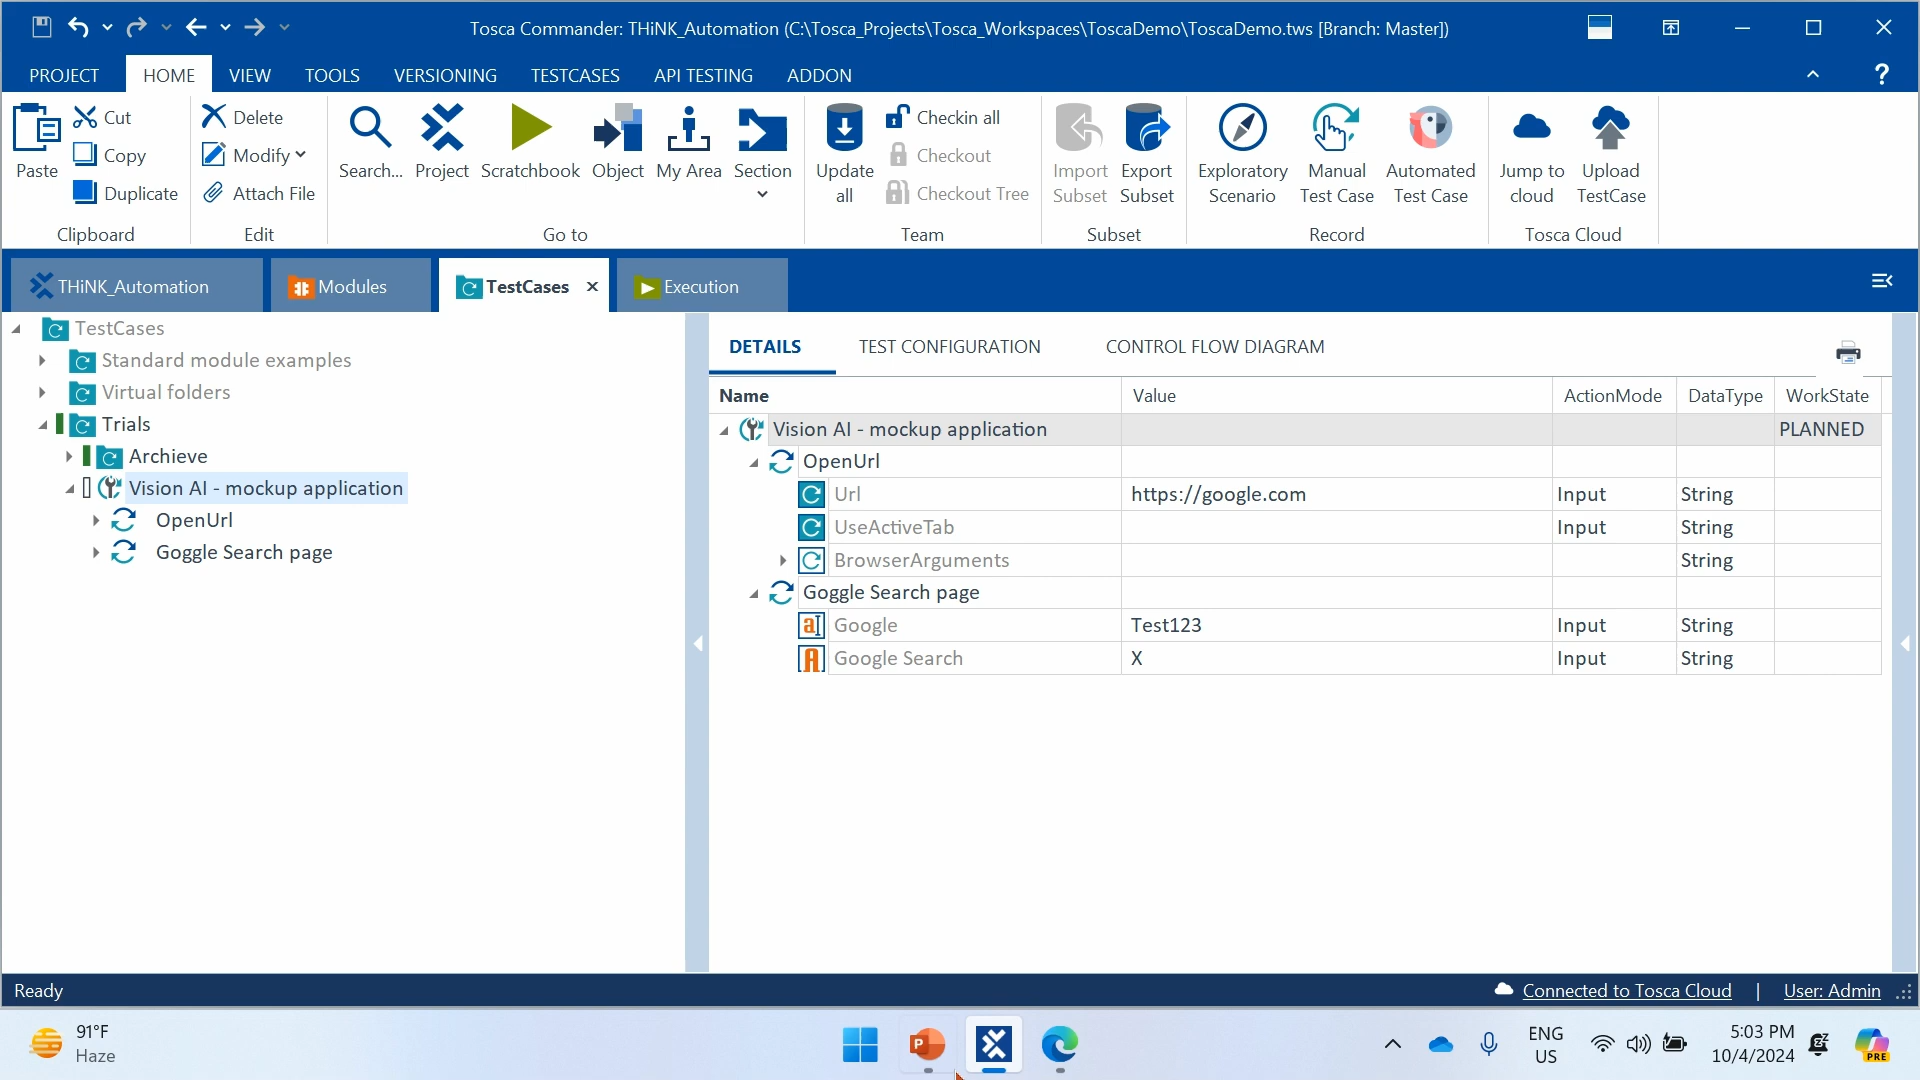 Tosca Commander: THiNK_Automation (C:\Tosca_Projects\Tosca_Workspaces\ToscaDemo\ToscaDemo.tws [Branch: Master])
PROJECT HOME VIEW TOOLS VERSIONING TESTCASES API TESTING ADDON
Paste
Cut
Copy
Duplicate
Clipboard
Delete
Modify
Attach File
Edit
Search...
Project
Scratchbook
Object
My Area
Section
Go to
Update all
Checkin all
Checkout
Checkout Tree
Team
Import Subset
Export Subset
Subset
Exploratory Scenario
Manual Test Case
Automated Test Case
Record
Jump to cloud
Upload TestCase
Tosca Cloud
THiNK_Automation Modules TestCases Execution
TestCases
Standard module examples
Virtual folders
Trials
Archieve
Vision AI - mockup application
OpenUrl
Goggle Search page
DETAILS TEST CONFIGURATION CONTROL FLOW DIAGRAM
Name Value ActionMode DataType WorkState
Vision AI - mockup application PLANNED
OpenUrl
Url https://google.com Input String
UseActiveTab Input String
BrowserArguments String
Goggle Search page
Google Test123 Input String
Google Search X Input String
Ready
Connected to Tosca Cloud | User: Admin
91°F
Haze
ENG
US
5:03 PM
10/4/2024
PRE